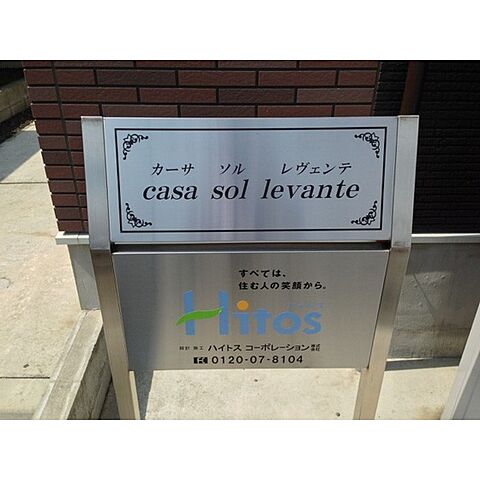 カーサ ソル レヴェンテ
casa sol levante
すべては、
住む人の笑顔から。
Hitos
設計 施工 ハイトス コーポレーション 株式会社
0120-07-8104